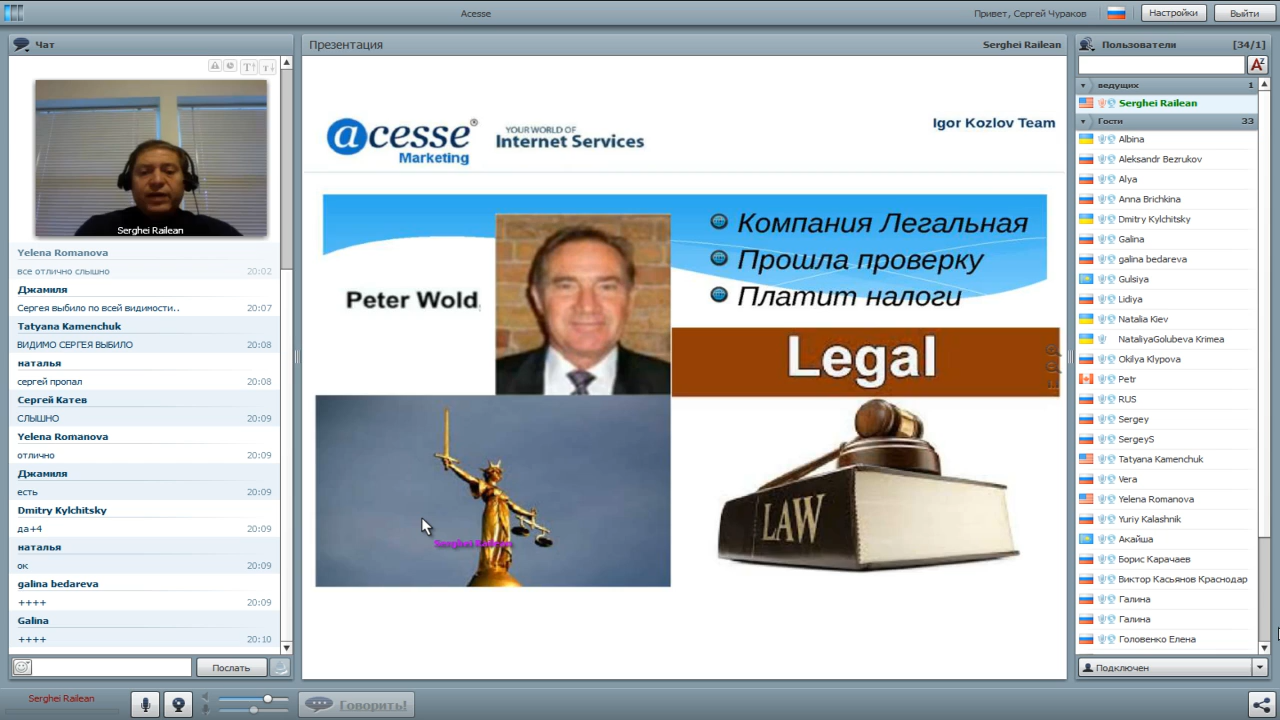 Acesse
Привет, Сергей Чураков
Настройки
Выйти
Чат
Serghei Railean
Yelena Romanova
все отлично слышно 20:02
Джамиля
Сергея выбило по всей видимости.. 20:07
Tatyana Kamenchuk
ВИДИМО СЕРГЕЯ ВЫБИЛО 20:08
наталья
сергей пропал 20:08
Сергей Катев
СЛЫШНО 20:09
Yelena Romanova
отлично 20:09
Джамиля
есть 20:09
Dmitry Kylchitsky
да+4 20:09
наталья
ок 20:09
galina bedareva
++++ 20:09
Galina
++++ 20:10
Послать
Презентация
Serghei Railean
acesse®
Marketing
YOUR WORLD OF
Internet Services
Igor Kozlov Team
Peter Wold
Компания Легальная
Прошла проверку
Платит налоги
Legal
LAW
Serghei Railean
Пользователи [34/1]
ведущих 1
Serghei Railean
Гости 33
Albina
Aleksandr Bezrukov
Alya
Anna Brichkina
Dmitry Kylchitsky
Galina
galina bedareva
Gulsiya
Lidiya
Natalia Kiev
NataliyaGolubeva Krimea
Okilya Klypova
Petr
RUS
Sergey
SergeyS
Tatyana Kamenchuk
Vera
Yelena Romanova
Yuriy Kalashnik
Акайша
Борис Карачаев
Виктор Касьянов Краснодар
Галина
Галина
Головенко Елена
Подключен
Serghei Railean
Говорить!